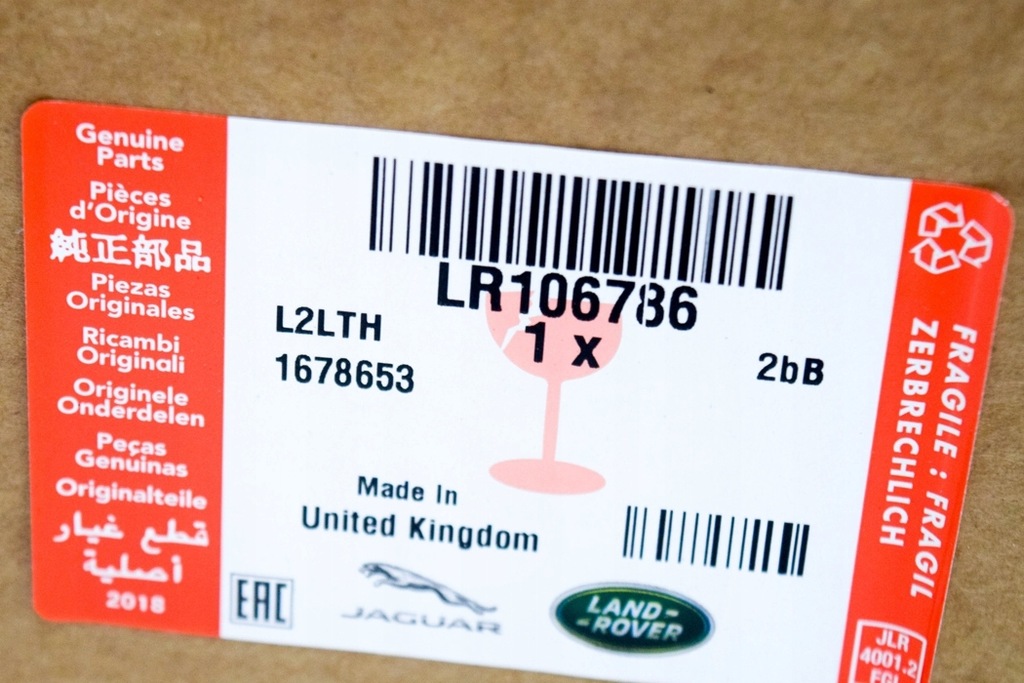 Genuine
Parts
Pièces
d'Origine
純正部品
Piezas
Originales
Ricambi
Originali
Originele
Onderdelen
Peças
Genuinas
Originalteile
قطع غيار
أصلية
2018
LR106786
1 x
L2LTH
1678653
2bB
Made In
United Kingdom
EAC
JAGUAR
LAND-
-ROVER
FRAGILE : FRAGIL
ZERBRECHLICH
JLR
4001.2